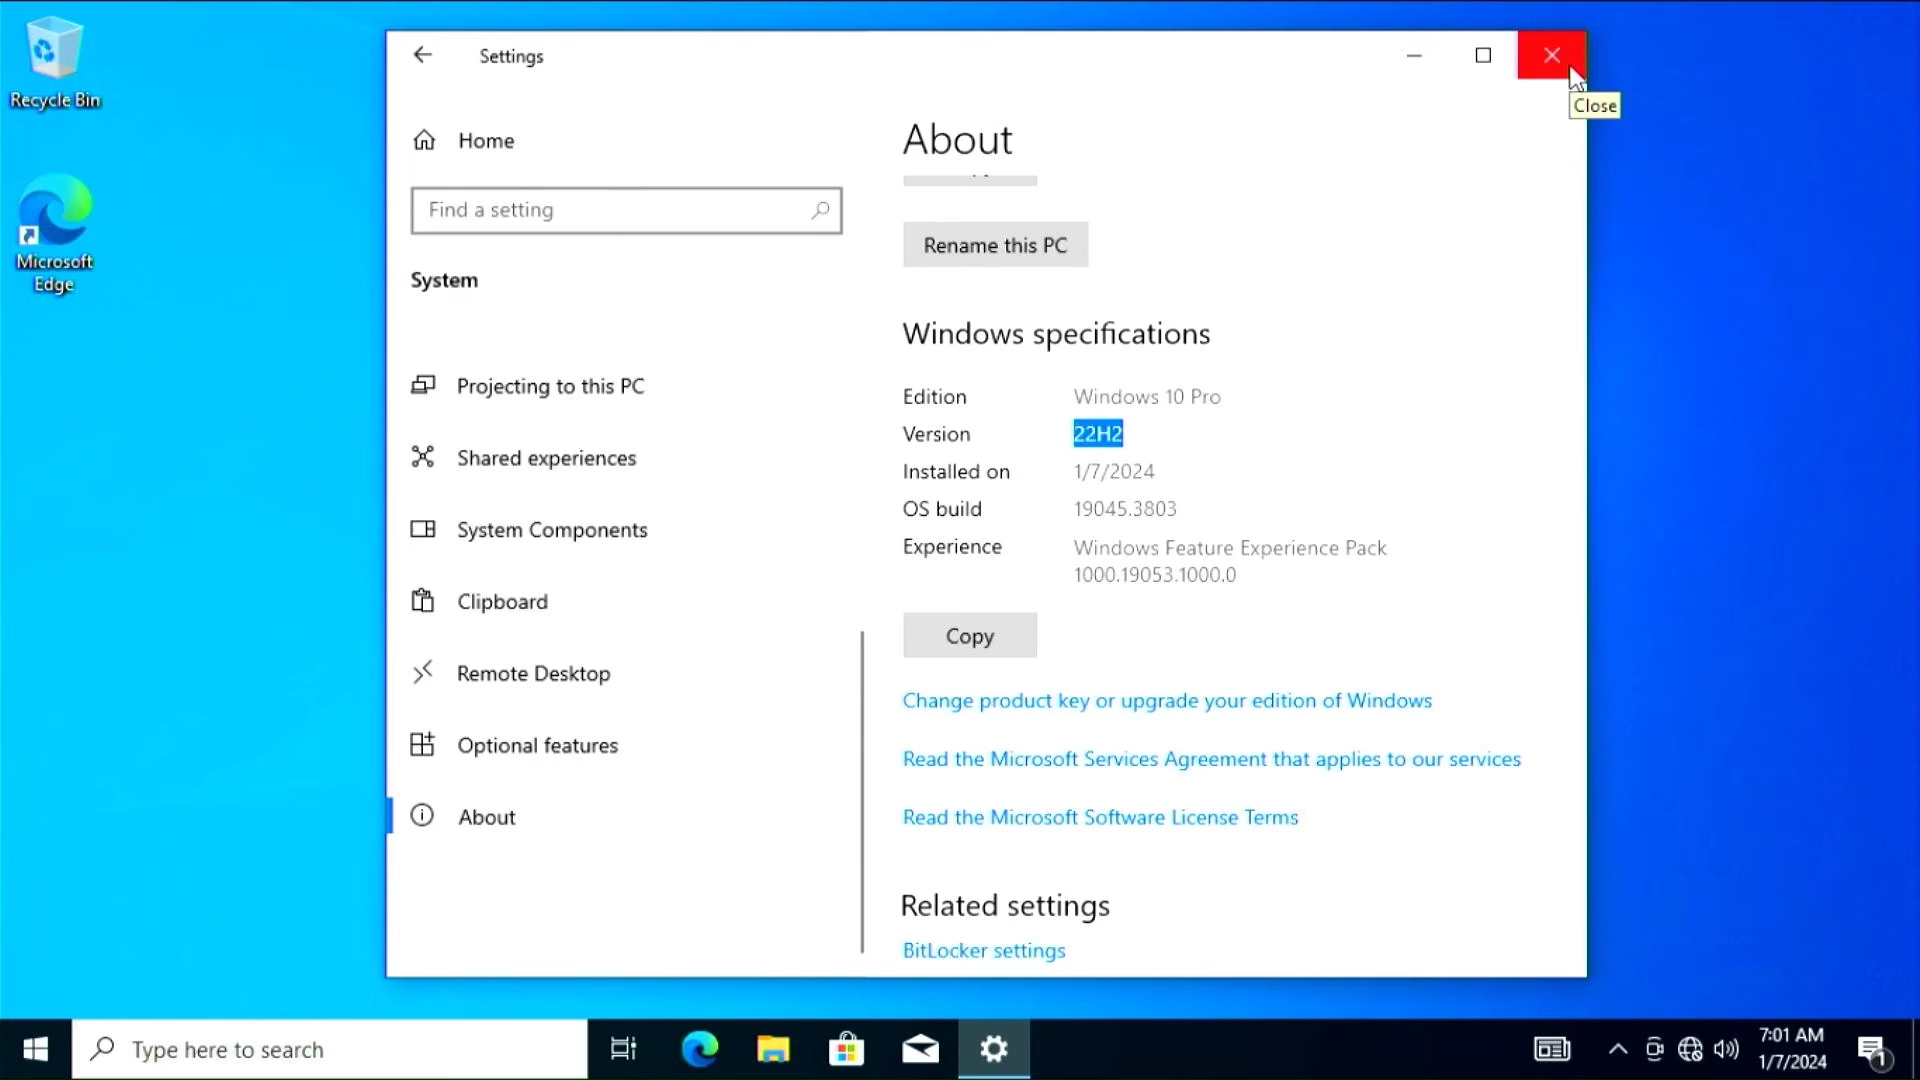 Recycle Bin
Microsoft
Edge
Settings
Close
Home
Find a setting
System
Projecting to this PC
Shared experiences
System Components
Clipboard
Remote Desktop
Optional features
About
About
Rename this PC
Windows specifications
Edition Windows 10 Pro
Version 22H2
Installed on 1/7/2024
OS build 19045.3803
Experience Windows Feature Experience Pack
1000.19053.1000.0
Copy
Change product key or upgrade your edition of Windows
Read the Microsoft Services Agreement that applies to our services
Read the Microsoft Software License Terms
Related settings
BitLocker settings
Type here to search
7:01 AM
1/7/2024
1